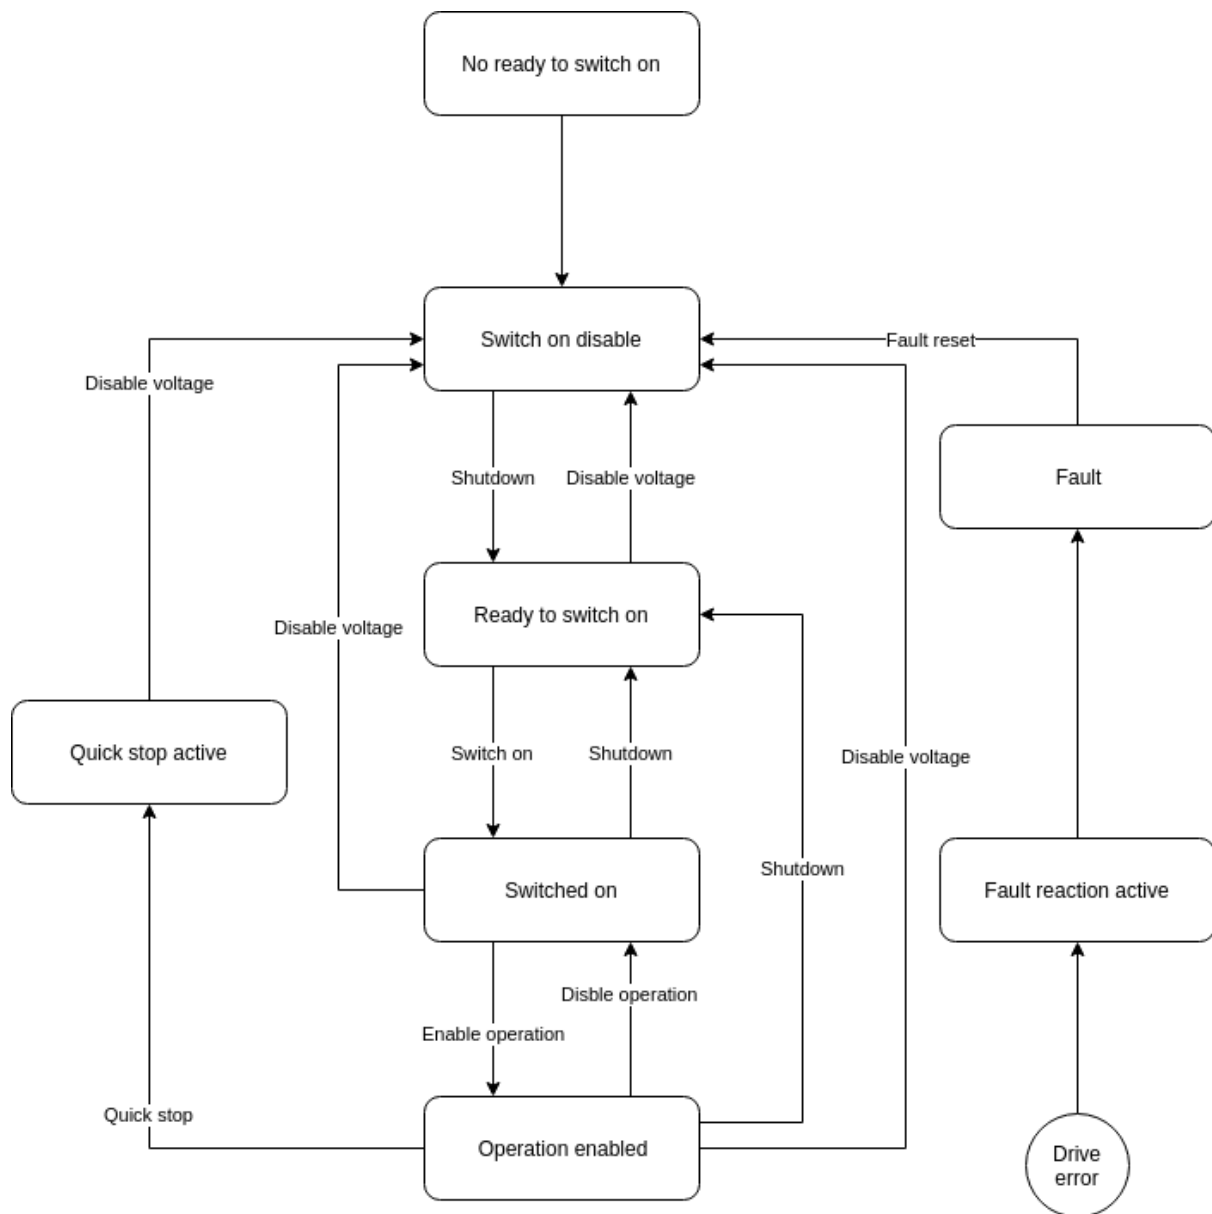 No ready to switch on
Switch on disable
Fault reset
Disable voltage
Shutdown
Disable voltage
Fault
Ready to switch on
Disable voltage
Quick stop active
Switch on
Shutdown
Disable voltage
Shutdown
Switched on
Fault reaction active
Disble operation
Enable operation
Quick stop
Operation enabled
Drive
error